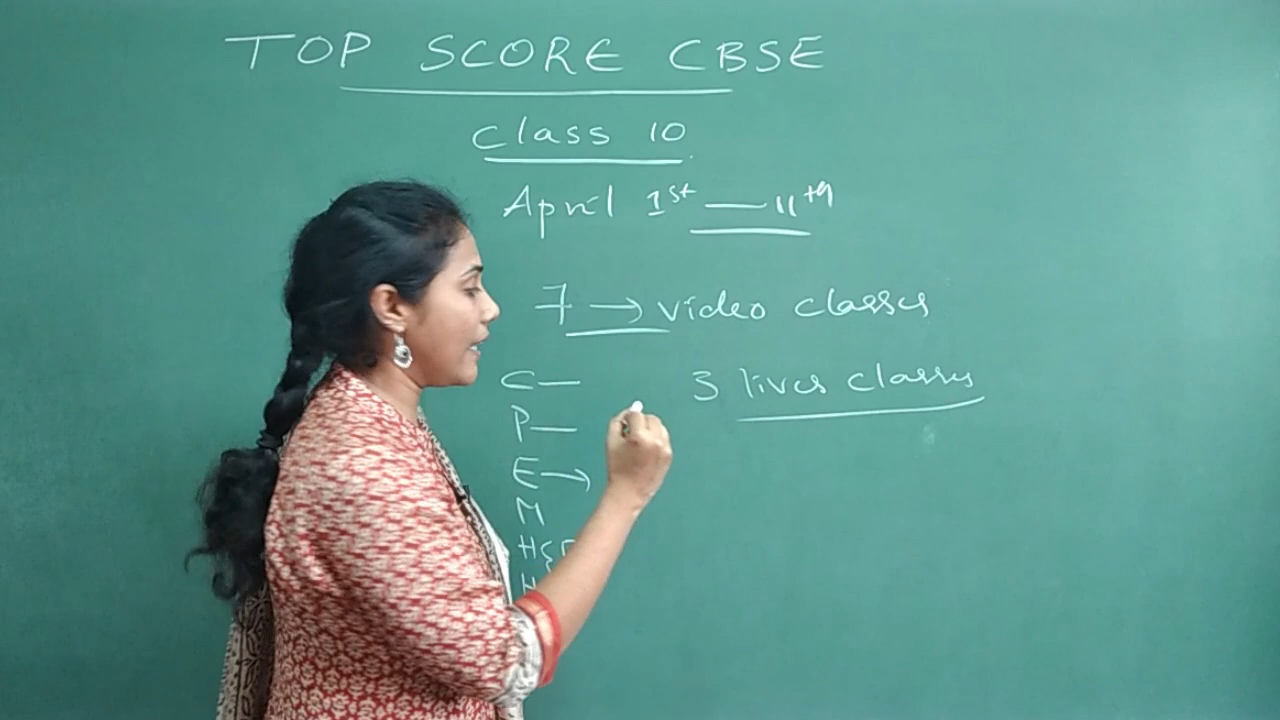 TOP SCORE CBSE
Class 10
April 1st — 11th
7 → video classes
C —
3 lives classes
P —
E →
M
H